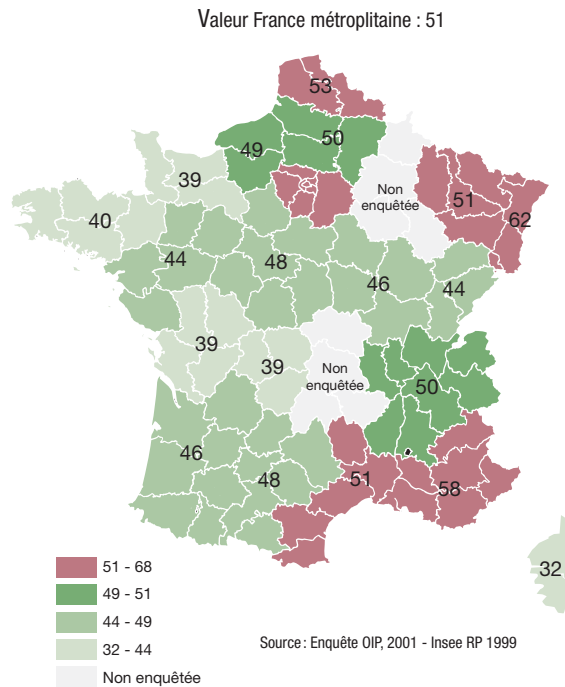 Valeur France métroplitaine : 51
53
50
49
Non
enquêtée
39
51
40
62
44
48
46
44
39
39
Non
enquêtée
50
46
48
51
58
32
51 - 68
49 - 51
44 - 49
32 - 44
Non enquêtée
Source : Enquête OIP, 2001 - Insee RP 1999